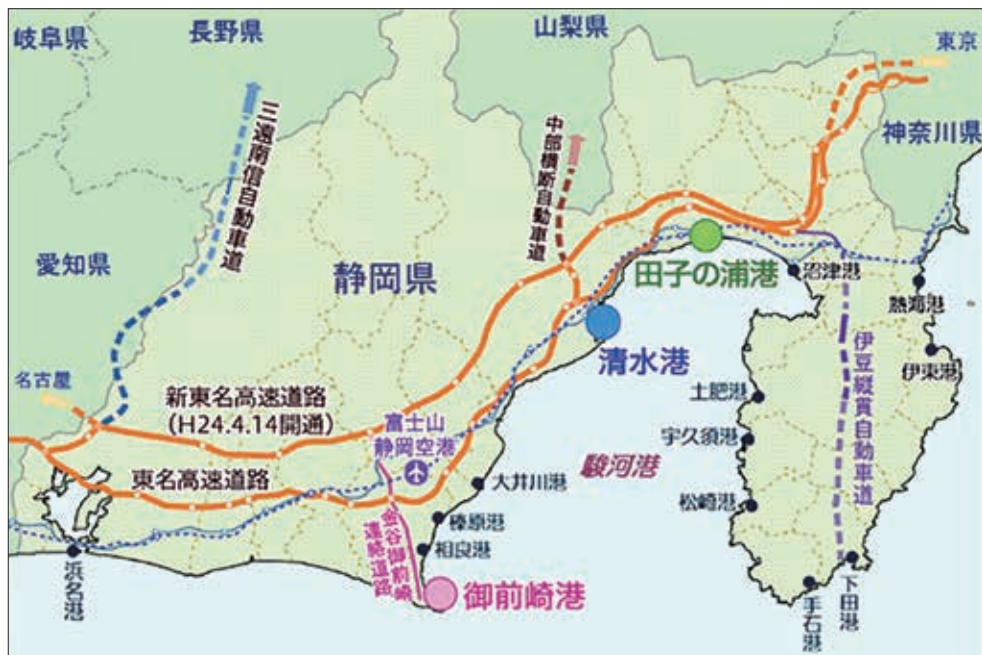 岐阜県
長野県
山梨県
東京
神奈川県
三遠南信自動車道
中部横断自動車道
愛知県
静岡県
田子の浦港
沼津港
熱海港
清水港
伊東港
伊豆縦貫自動車道
名古屋
新東名高速道路
(H24.4.14開通)
富士山
静岡空港
土肥港
宇久須港
駿河港
東名高速道路
大井川港
松崎港
榛原港
金谷御前崎
連絡道路
相良港
御前崎港
浜名港
下田港
手石港